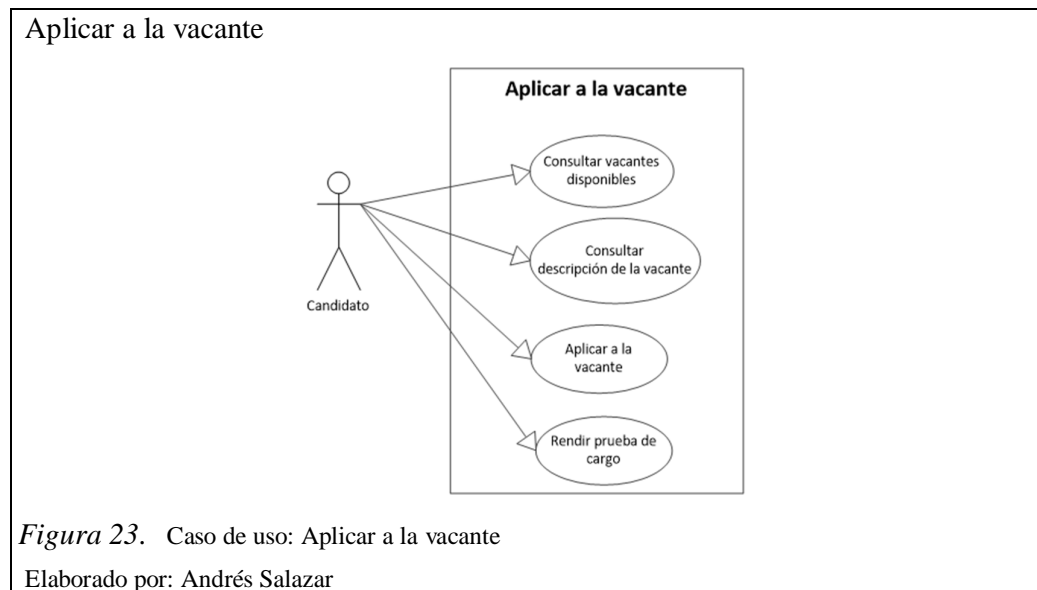 Aplicar a la vacante
Aplicar a la vacante
Consultar vacantes
disponibles
Consultar
descripción de la vacante
Candidato
Aplicar a la
vacante
Rendir prueba de
cargo
Figura 23. Caso de uso: Aplicar a la vacante
Elaborado por: Andrés Salazar